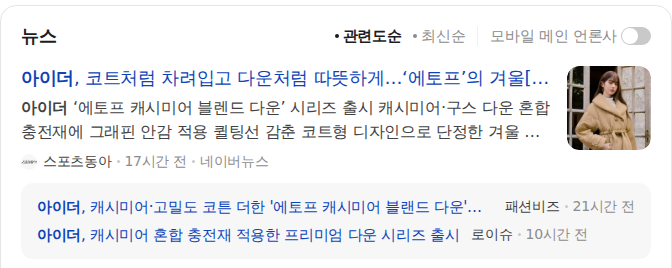 뉴스
• 관련도순 • 최신순 모바일 메인 언론사
아이더, 코트처럼 차려입고 다운처럼 따뜻하게…‘에토프’의 겨울[…
아이더 ‘에토프 캐시미어 블렌드 다운’ 시리즈 출시 캐시미어·구스 다운 혼합
충전재에 그래핀 안감 적용 퀼팅선 감춘 코트형 디자인으로 단정한 겨울 …
스포츠동아 • 17시간 전 • 네이버뉴스
아이더, 캐시미어·고밀도 코튼 더한 '에토프 캐시미어 블랜드 다운'… 패션비즈 • 21시간 전
아이더, 캐시미어 혼합 충전재 적용한 프리미엄 다운 시리즈 출시 로이슈 • 10시간 전